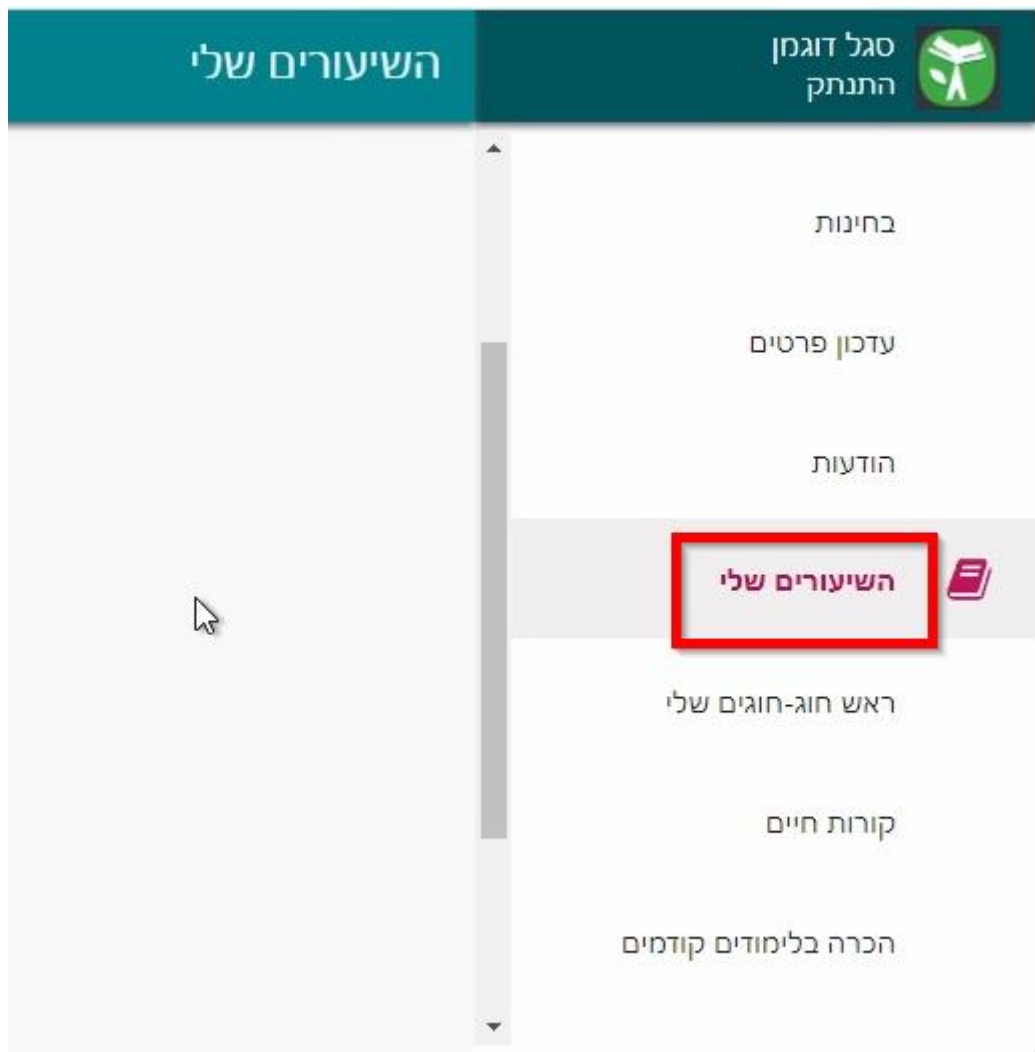 סגל דוגמן
התנתק
השיעורים שלי
בחינות
עדכון פרטים
הודעות
השיעורים שלי
ראש חוג-חוגים שלי
קורות חיים
הכרה בלימודים קודמים